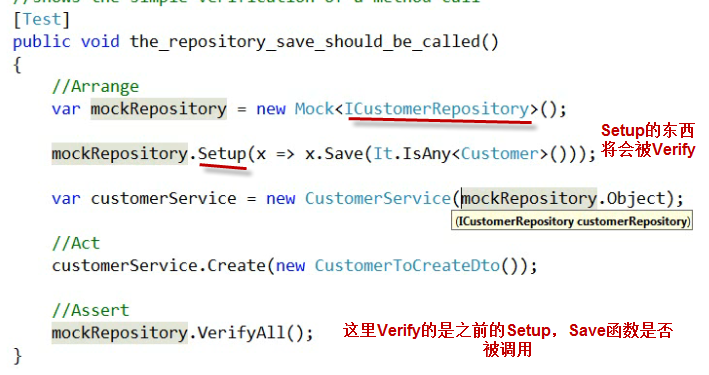 //shows the simple verification of a method call
[Test]
public void the_repository_save_should_be_called()
{
//Arrange
var mockRepository = new Mock<ICustomerRepository>();
Setup的东西
将会被Verify
mockRepository.Setup(x => x.Save(It.IsAny<Customer>()));
var customerService = new CustomerService(mockRepository.Object);
(ICustomerRepository customerRepository)
//Act
customerService.Create(new CustomerToCreateDto());
//Assert
mockRepository.VerifyAll();
这里Verify的是之前的Setup，Save函数是否
被调用
}